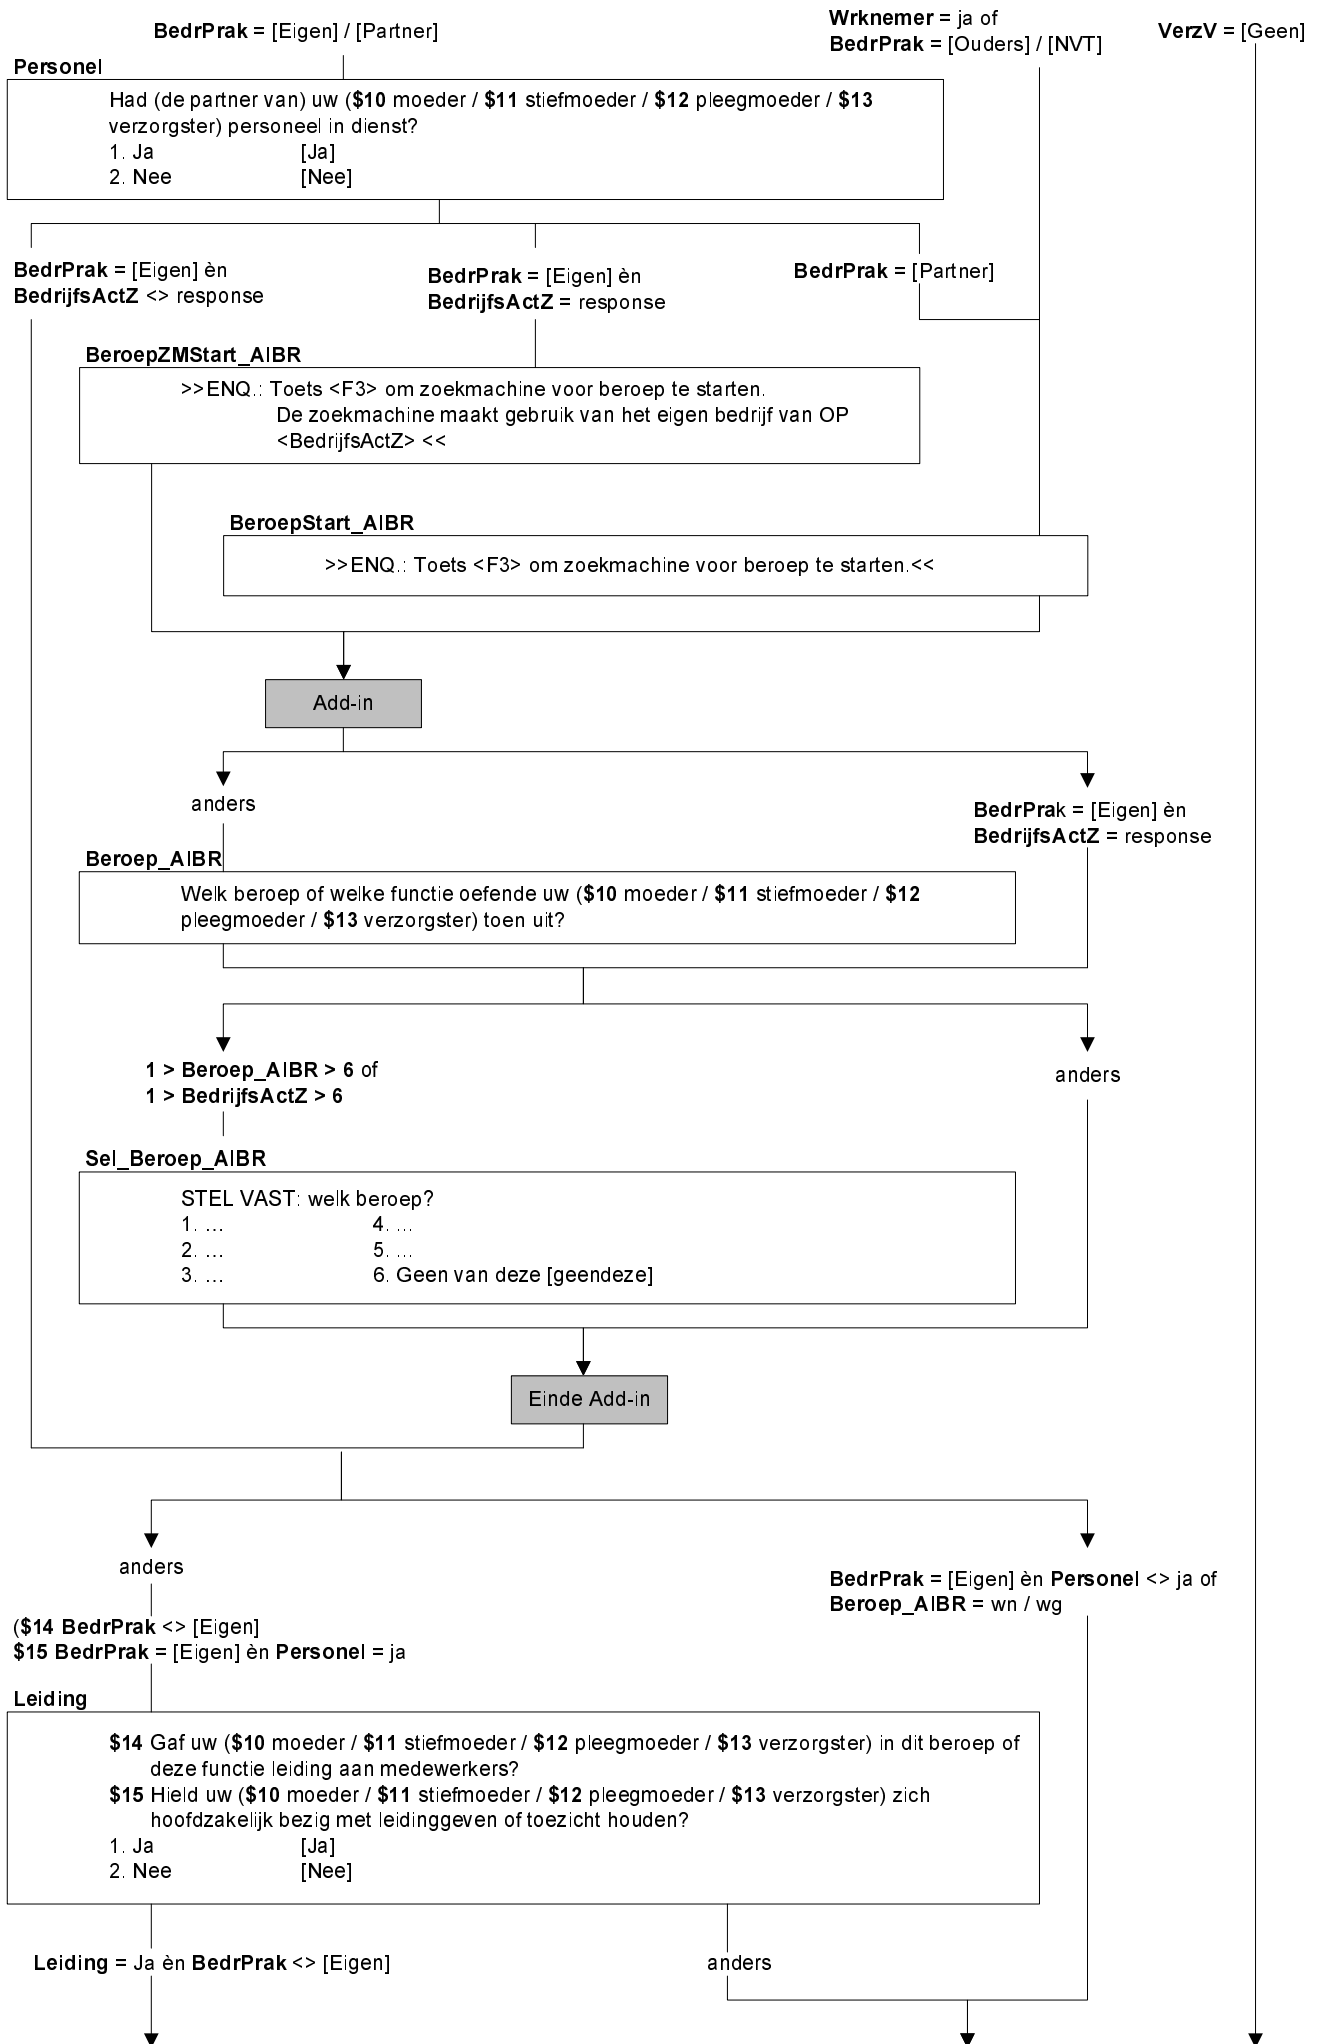 BedrPrak = [Eigen] / [Partner]
Wrknemer = ja of
BedrPrak = [Ouders] / [NVT]
VerzV = [Geen]
Personel
Had (de partner van) uw ($10 moeder / $11 stiefmoeder / $12 pleegmoeder / $13
verzorgster) personeel in dienst?
1. Ja [Ja]
2. Nee [Nee]
BedrPrak = [Eigen] èn
BedrijfsActZ <> response
BedrPrak = [Eigen] èn
BedrijfsActZ = response
BedrPrak = [Partner]
BeroepZMStart_AIBR
>>ENQ.: Toets <F3> om zoekmachine voor beroep te starten.
De zoekmachine maakt gebruik van het eigen bedrijf van OP
<BedrijfsActZ> <<
BeroepStart_AIBR
>>ENQ.: Toets <F3> om zoekmachine voor beroep te starten.<<
Add-in
anders
BedrPrak = [Eigen] èn
BedrijfsActZ = response
Beroep_AIBR
Welk beroep of welke functie oefende uw ($10 moeder / $11 stiefmoeder / $12
pleegmoeder / $13 verzorgster) toen uit?
1 > Beroep_AIBR > 6 of
1 > BedrijfsActZ > 6
anders
Sel_Beroep_AIBR
STEL VAST: welk beroep?
1. ... 4. ...
2. ... 5. ...
3. ... 6. Geen van deze [geendeze]
Einde Add-in
anders
BedrPrak = [Eigen] èn Personel <> ja of
Beroep_AIBR = wn / wg
($14 BedrPrak <> [Eigen]
$15 BedrPrak = [Eigen] èn Personel = ja
Leiding
$14 Gaf uw ($10 moeder / $11 stiefmoeder / $12 pleegmoeder / $13 verzorgster) in dit beroep of
deze functie leiding aan medewerkers?
$15 Hield uw ($10 moeder / $11 stiefmoeder / $12 pleegmoeder / $13 verzorgster) zich
hoofdzakelijk bezig met leidinggeven of toezicht houden?
1. Ja [Ja]
2. Nee [Nee]
Leiding = Ja èn BedrPrak <> [Eigen]
anders